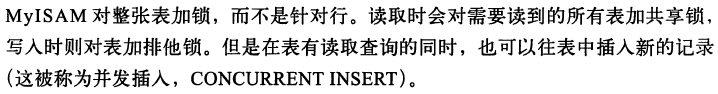 MyISAM 对整张表加锁，而不是针对行。读取时会对需要读到的所有表加共享锁，
写入时则对表加排他锁。但是在表有读取查询的同时，也可以往表中插入新的记录
（这被称为并发插入，CONCURRENT INSERT）。